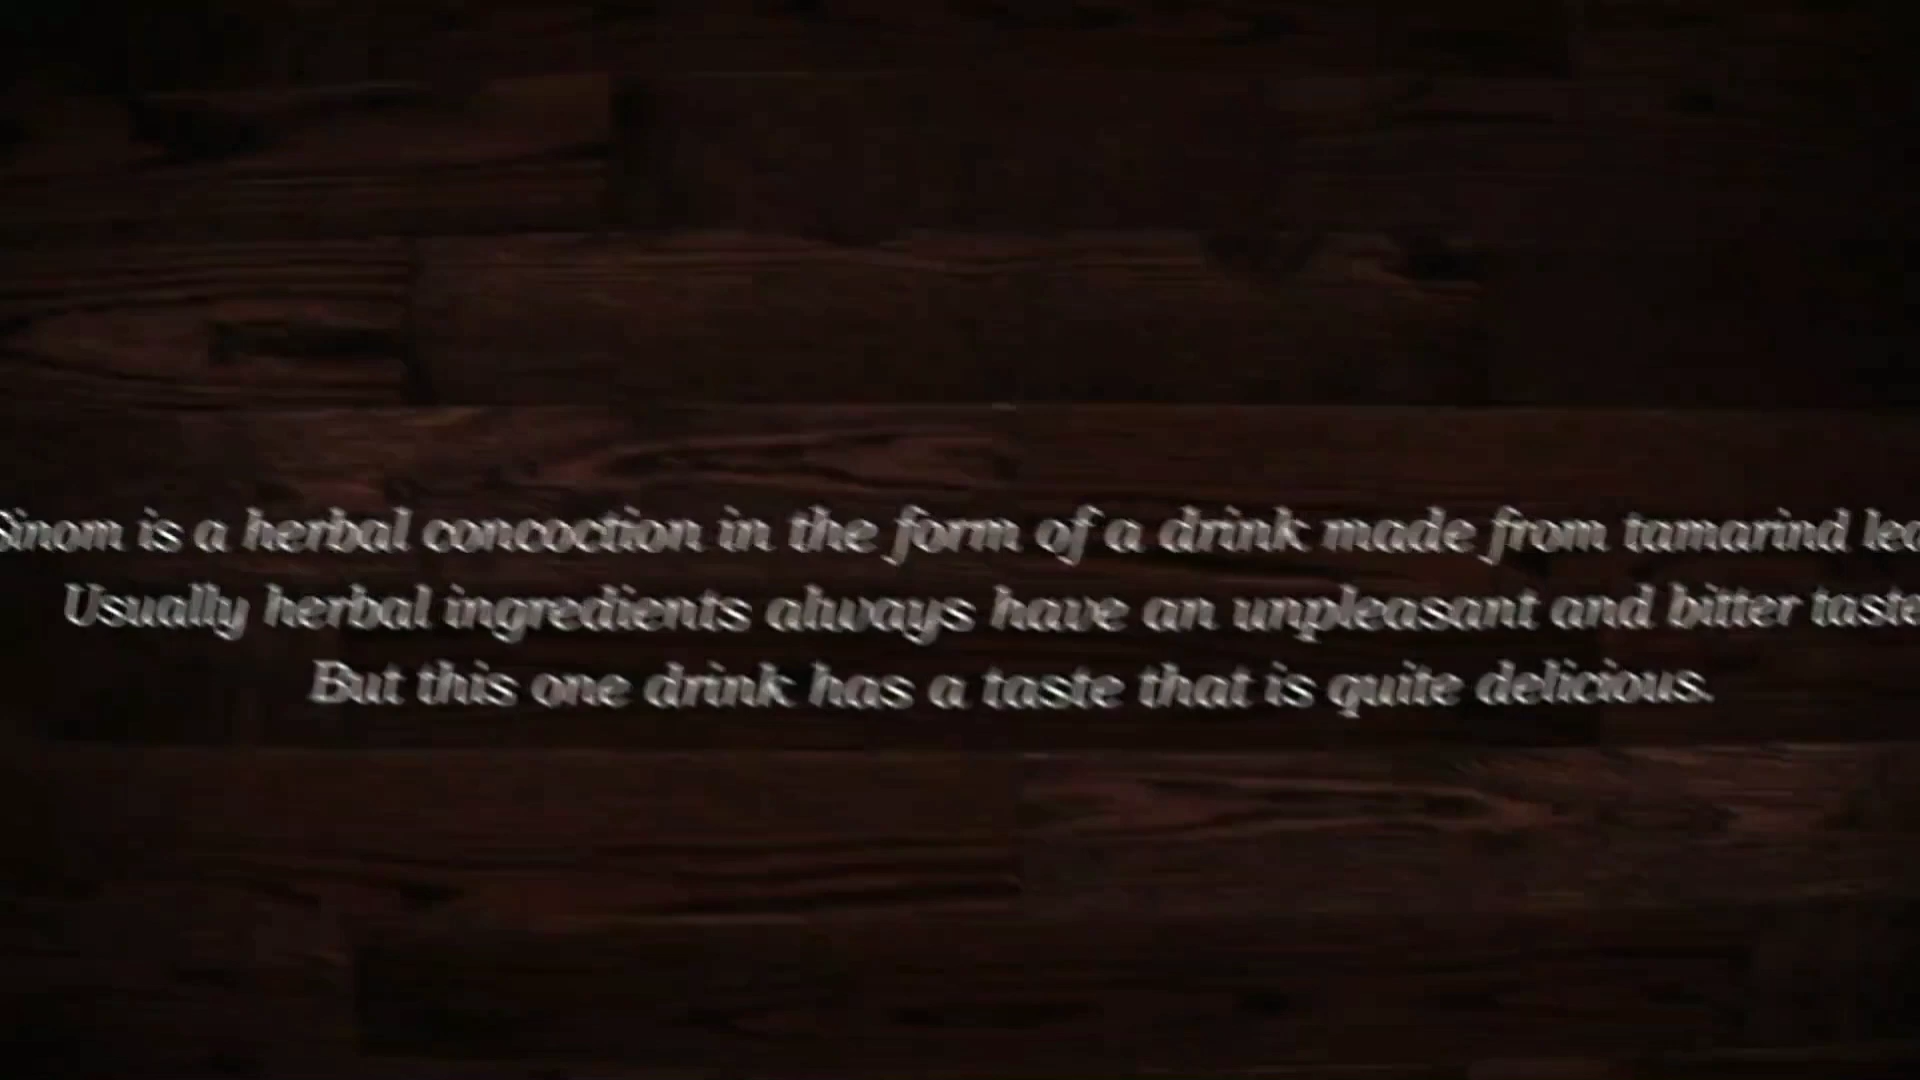 Sinom is a herbal concoction in the form of a drink made from tamarind
Usually herbal ingredients always have an unpleasant and bitter taste
But this one drink has a taste that is quite delicious.